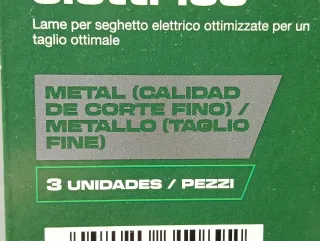 Lame per seghetto elettrico ottimizzate per un
taglio ottimale
METAL (CALIDAD
DE CORTE FINO) /
METALLO (TAGLIO
FINE)
3 UNIDADES / PEZZI